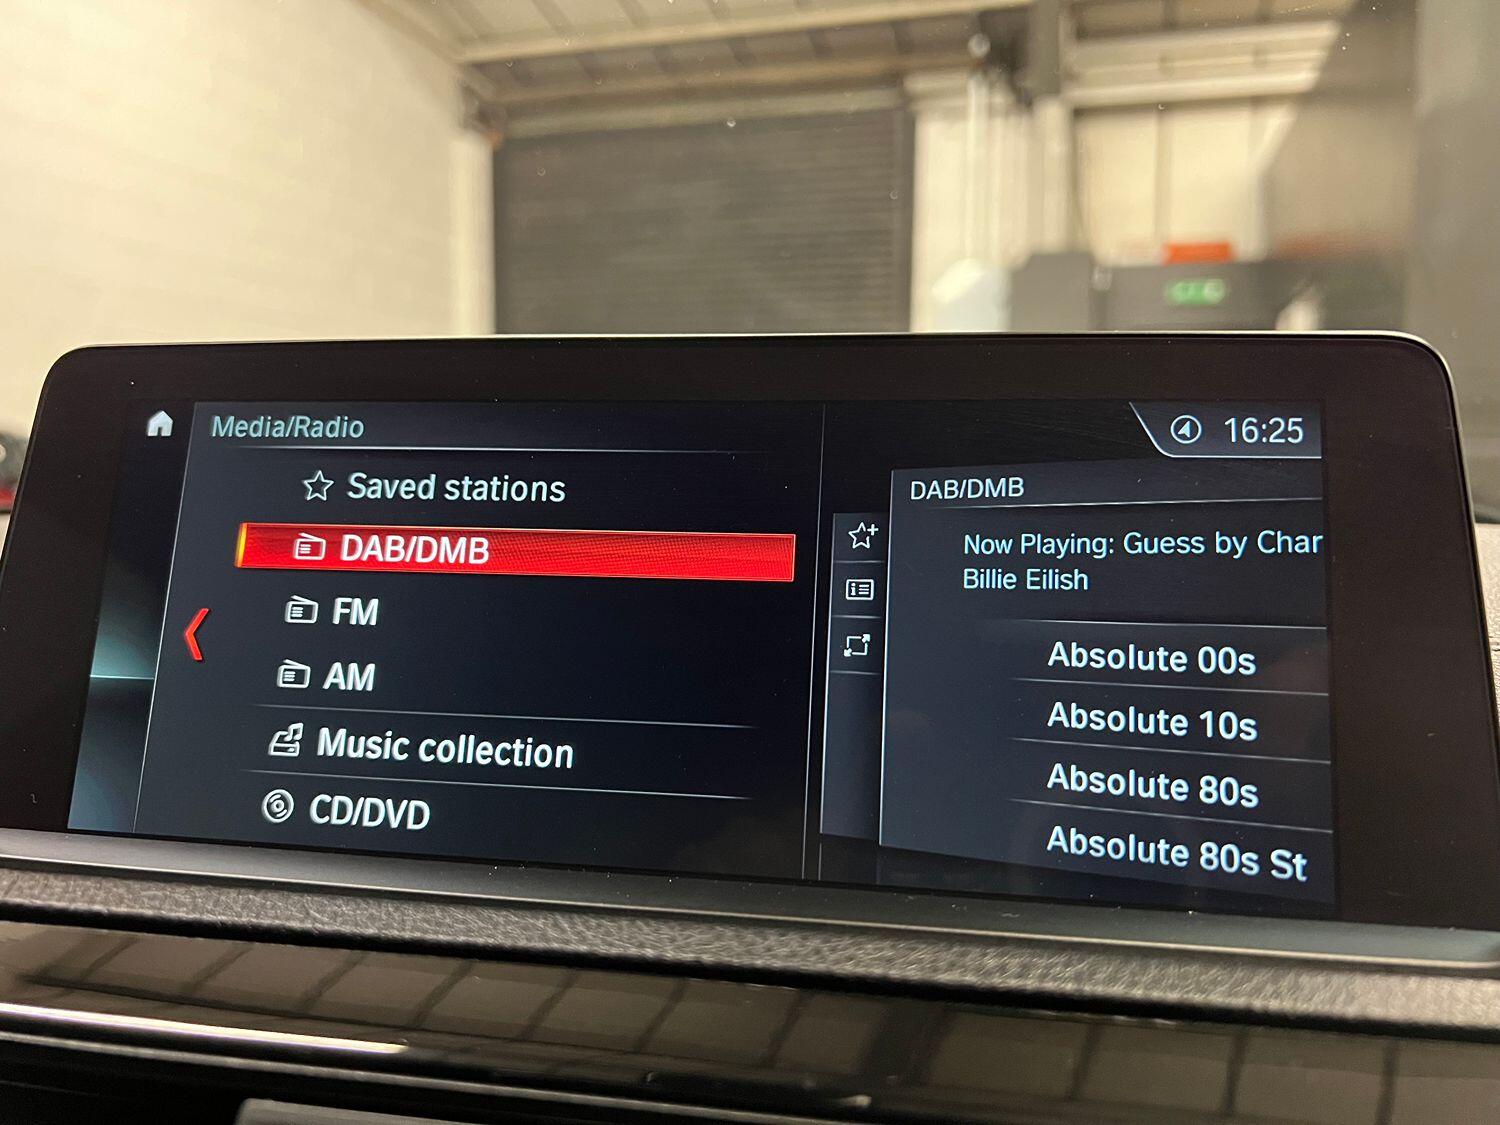 Media/Radio
16:25
Saved stations
DAB/DMB
FM
AM
Music collection
CD/DVD
DAB/DMB
Now Playing: Guess by Char
Billie Eilish
Absolute 00s
Absolute 10s
Absolute 80s
Absolute 80s St